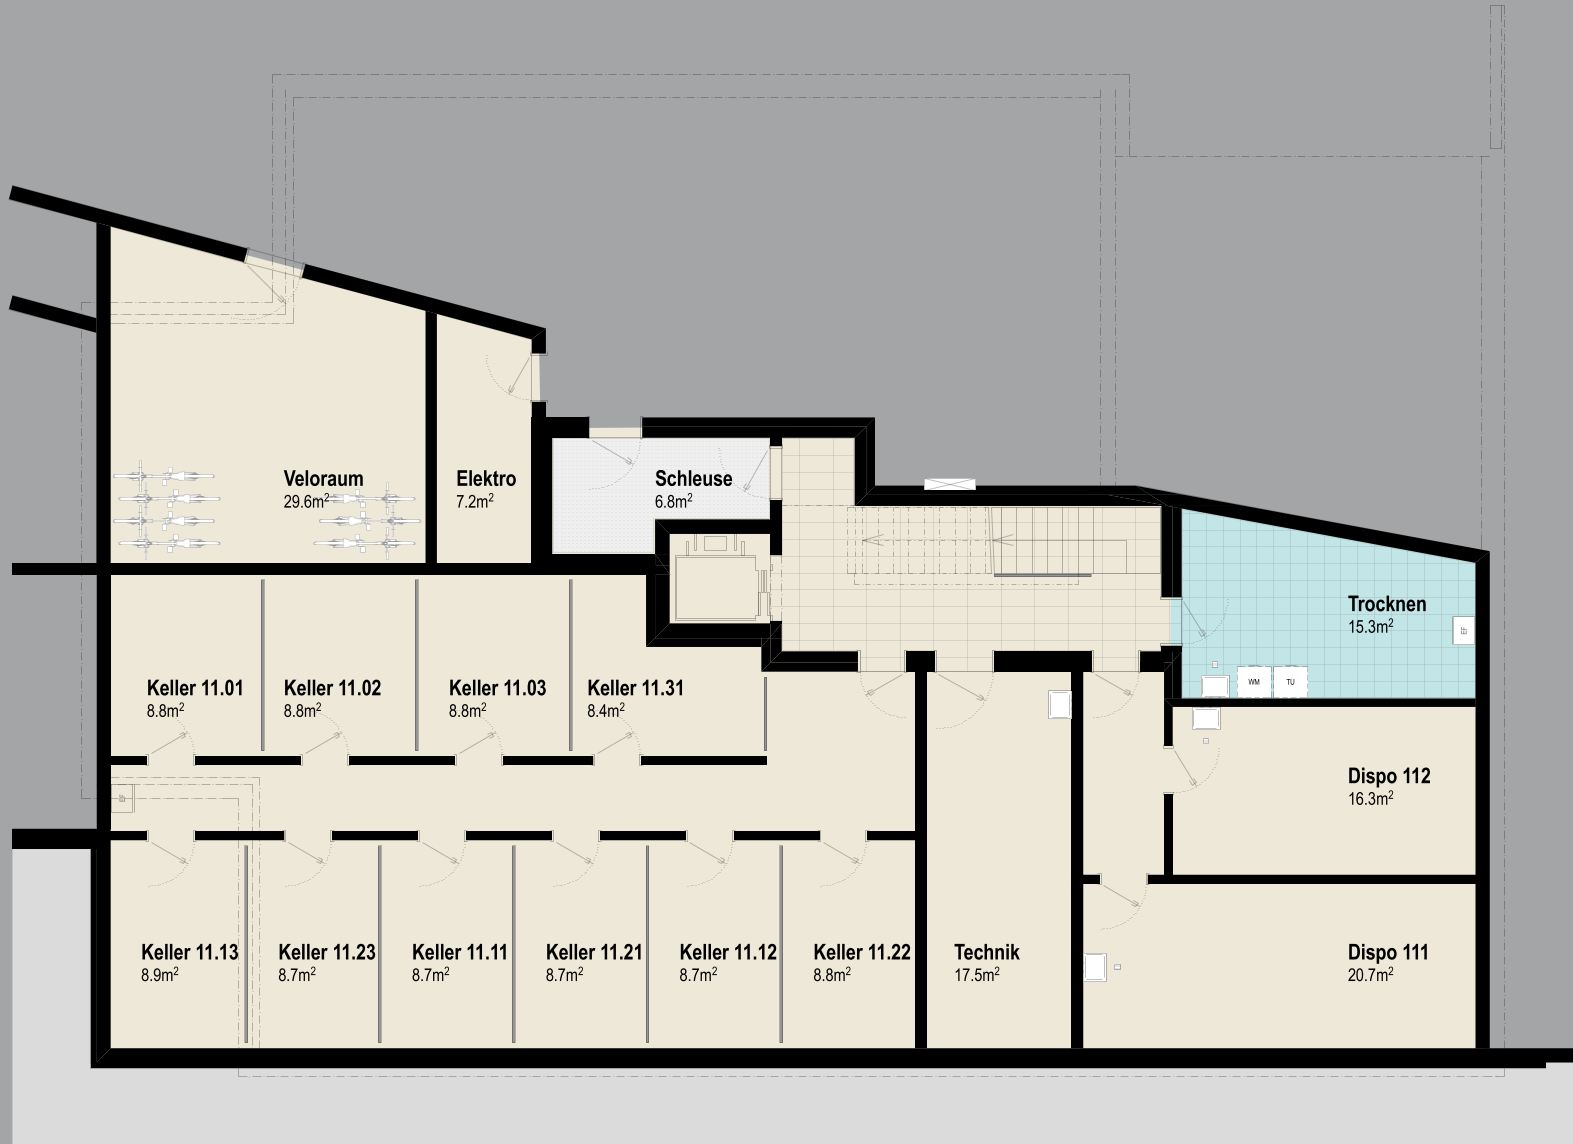 Veloraum
29.6m²
Elektro
7.2m²
Schleuse
6.8m²
Trocknen
15.3m²
EF
WM
TU
Keller 11.01
8.8m²
Keller 11.02
8.8m²
Keller 11.03
8.8m²
Keller 11.31
8.4m²
EF
Dispo 112
16.3m²
Keller 11.13
8.9m²
Keller 11.23
8.7m²
Keller 11.11
8.7m²
Keller 11.21
8.7m²
Keller 11.12
8.7m²
Keller 11.22
8.8m²
Technik
17.5m²
Dispo 111
20.7m²